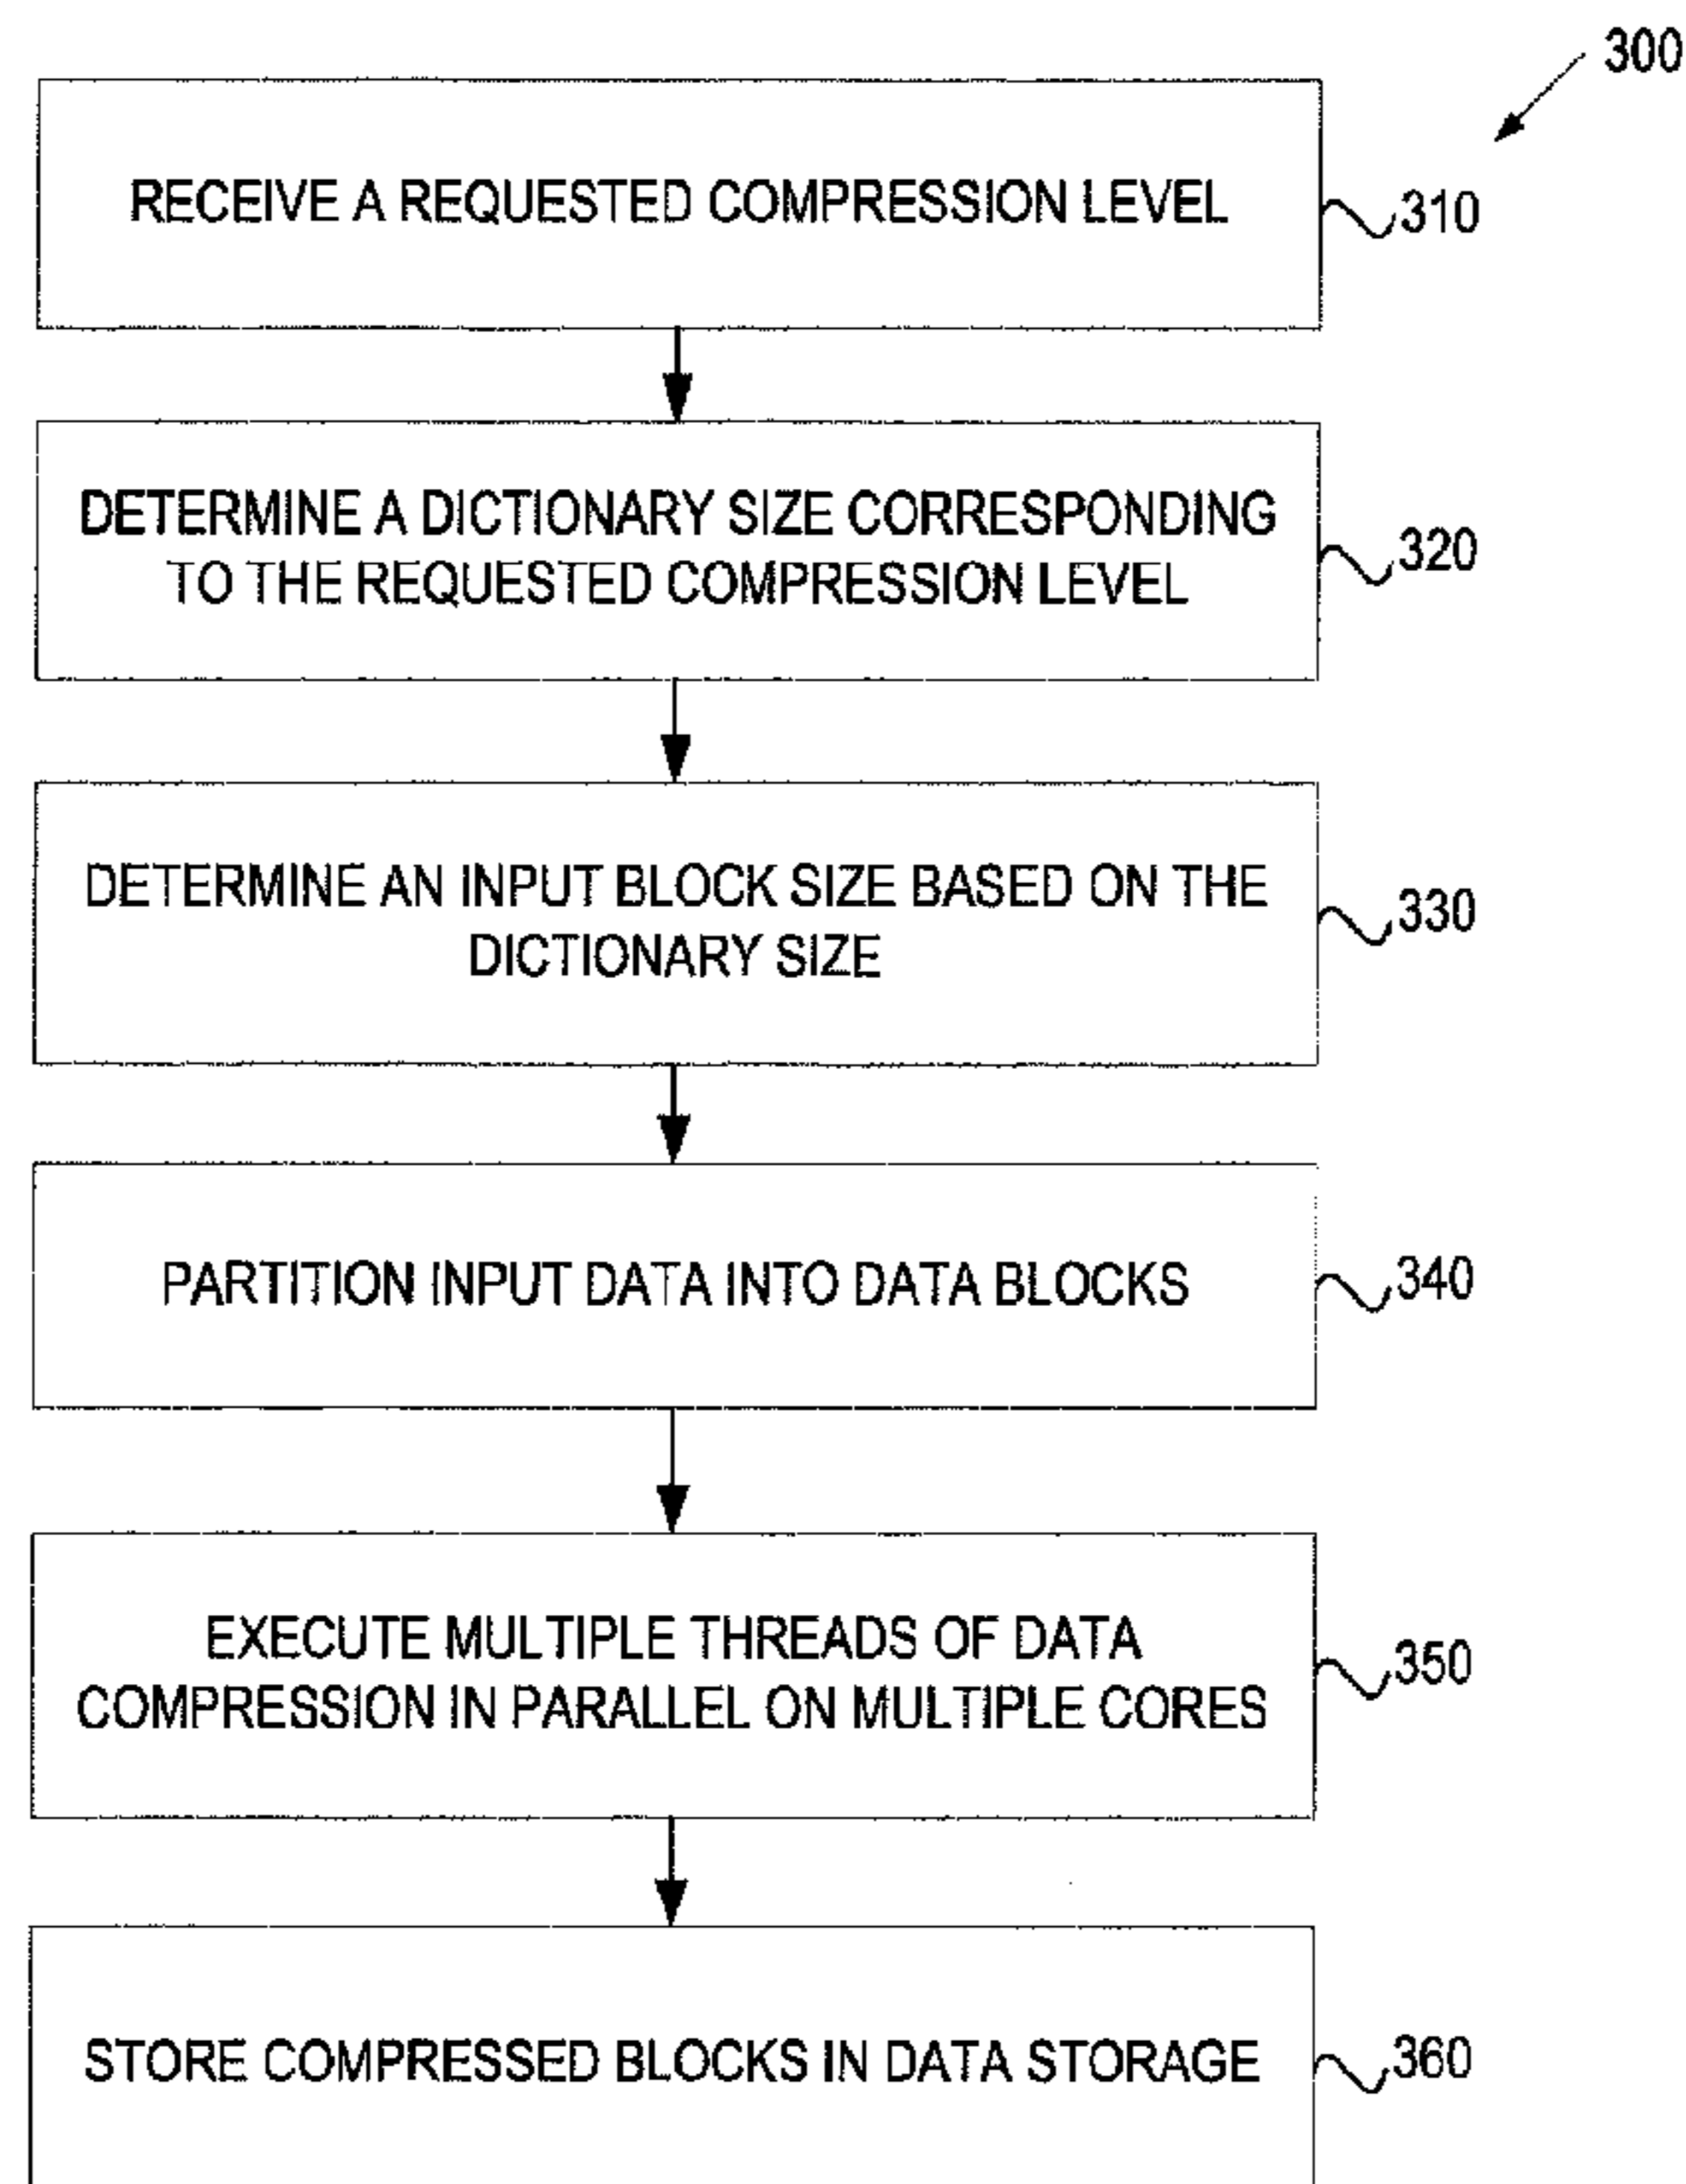 300
RECEIVE A REQUESTED COMPRESSION LEVEL
310
DETERMINE A DICTIONARY SIZE CORRESPONDING
TO THE REQUESTED COMPRESSION LEVEL
320
DETERMINE AN INPUT BLOCK SIZE BASED ON THE
DICTIONARY SIZE
330
PARTITION INPUT DATA INTO DATA BLOCKS
340
EXECUTE MULTIPLE THREADS OF DATA
COMPRESSION IN PARALLEL ON MULTIPLE CORES
350
STORE COMPRESSED BLOCKS IN DATA STORAGE
360